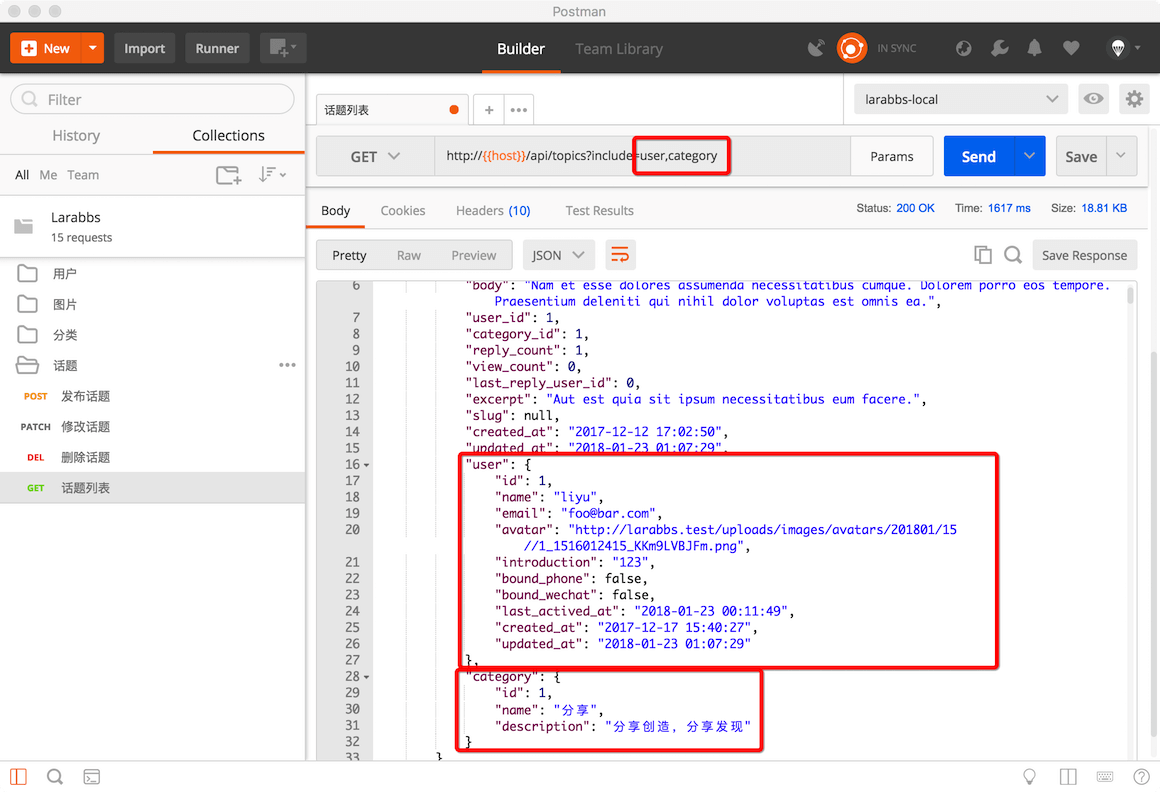 Postman
New
Import
Runner
Builder
Team Library
IN SYNC
Filter
History
Collections
All Me Team
Larabbs
15 requests
用户
图片
分类
话题
POST 发布话题
PATCH 修改话题
DEL 删除话题
GET 话题列表
话题列表
larabbs-local
GET
http://{{host}}/api/topics?include=user,category
Params
Send
Save
Body
Cookies
Headers (10)
Test Results
Status: 200 OK
Time: 1617 ms
Size: 18.81 KB
Pretty
Raw
Preview
JSON
Save Response
6 "body": "Nam et esse dolores assumenda necessitatibus cumque. Dolorem porro eos tempore.
Praesentium deleniti qui nihil dolor voluptas est omnis ea.",
7 "user_id": 1,
8 "category_id": 1,
9 "reply_count": 1,
10 "view_count": 0,
11 "last_reply_user_id": 0,
12 "excerpt": "Aut est quia sit ipsum necessitatibus eum facere.",
13 "slug": null,
14 "created_at": "2017-12-12 17:02:50",
15 "updated_at": "2018-01-23 01:07:29",
16 "user": {
17 "id": 1,
18 "name": "liyu",
19 "email": "foo@bar.com",
20 "avatar": "http://larabbs.test/uploads/images/avatars/201801/15
//1_1516012415_KKm9LVBJFm.png",
21 "introduction": "123",
22 "bound_phone": false,
23 "bound_wechat": false,
24 "last_actived_at": "2018-01-23 00:11:49",
25 "created_at": "2017-12-17 15:40:27",
26 "updated_at": "2018-01-23 01:07:29"
27 },
28 "category": {
29 "id": 1,
30 "name": "分享",
31 "description": "分享创造，分享发现"
32 }
33 }